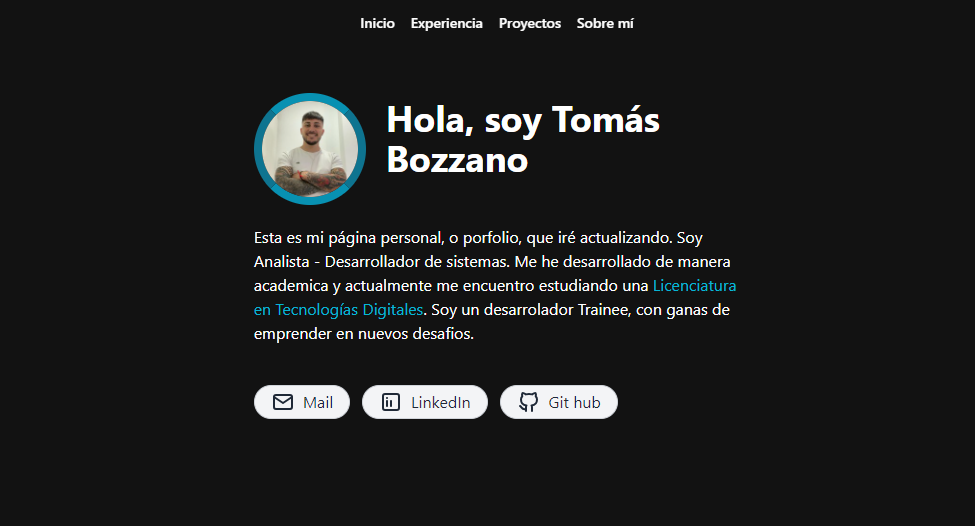 Inicio Experiencia Proyectos Sobre mí
Hola, soy Tomás
Bozzano
Esta es mi página personal, o porfolio, que iré actualizando. Soy
Analista - Desarrollador de sistemas. Me he desarrollado de manera
academica y actualmente me encuentro estudiando una Licenciatura
en Tecnologías Digitales. Soy un desarrolador Trainee, con ganas de
emprender en nuevos desafios.
Mail LinkedIn Git hub